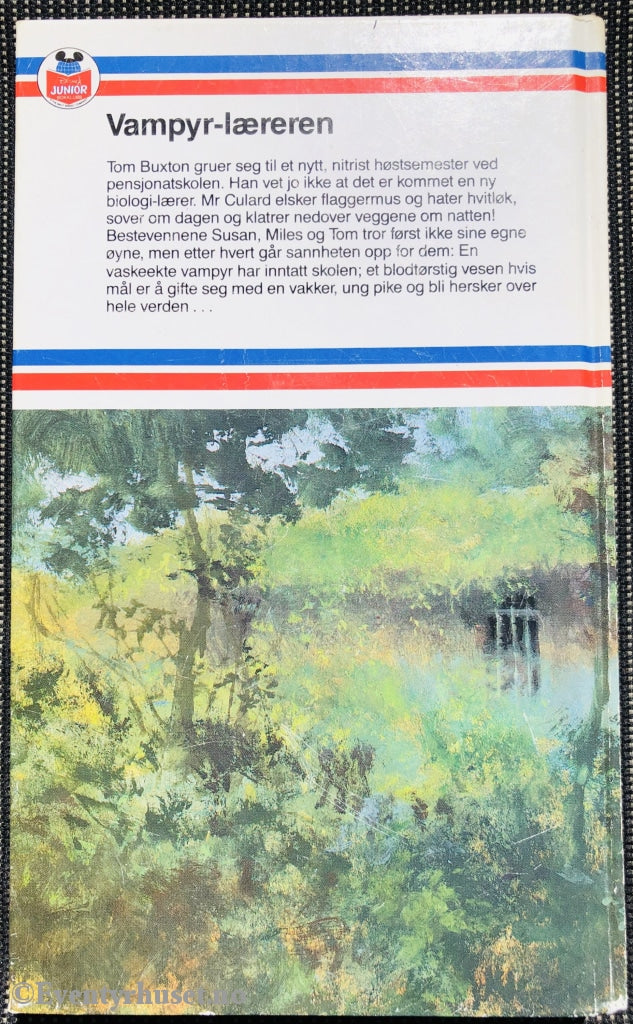 JUNIOR
Vampyr-læreren
Tom Buxton gruer seg til et nytt, nitrist høstsemester ved
pensjonatskolen. Han vet jo ikke at det er kommet en ny
biologi-lærer. Mr Culard elsker flaggermus og hater hvitløk,
sover om dagen og klatrer nedover veggene om natten!
Bestevennene Susan, Miles og Tom tror først ikke sine egne
øyne, men etter hvert går sannheten opp for dem: En
vaskeekte vampyr har inntatt skolen; et blodtørstig vesen hvis
mål er å gifte seg med en vakker, ung pike og bli hersker over
hele verden . . .
©Eventyrhuset.no